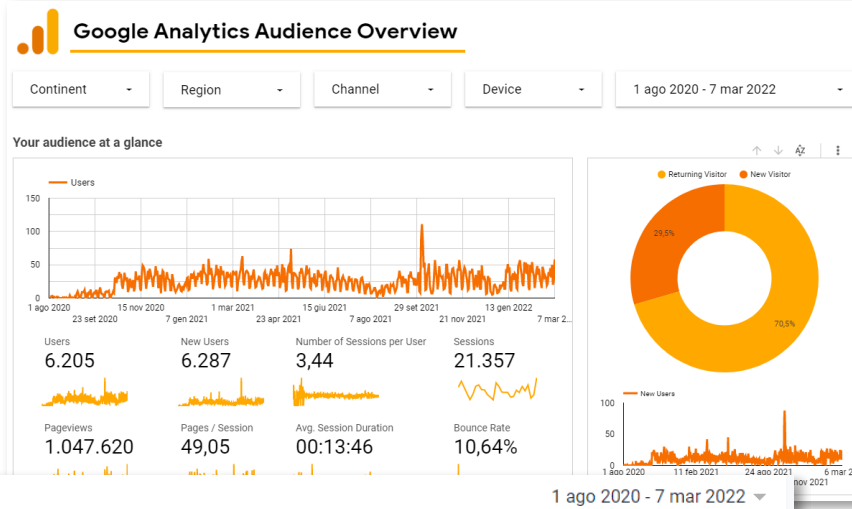 Google Analytics Audience Overview
Continent Region Channel Device 1 ago 2020 - 7 mar 2022
Your audience at a glance
Users
150
100
50
0
1 ago 2020 15 nov 2020 1 mar 2021 15 giu 2021 29 set 2021 13 gen 2022
23 set 2020 7 gen 2021 23 apr 2021 7 ago 2021 21 nov 2021 7 mar 2...
Users New Users Number of Sessions per User Sessions
6.205 6.287 3,44 21.357
Pageviews Pages / Session Avg. Session Duration Bounce Rate
1.047.620 49,05 00:13:46 10,64%
Returning Visitor New Visitor
29,5%
70,5%
New Users
100
50
0
1 ago 2020 11 feb 2021 24 ago 2021 6 mar 2
nov 2021
1 ago 2020 - 7 mar 2022